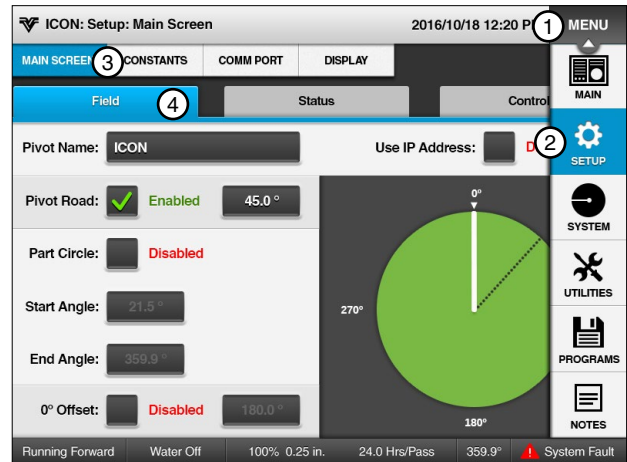 ICON: Setup: Main Screen 2016/10/18 12:20 1 MENU
MAIN SCREEN 3 CONSTANTS COMM PORT DISPLAY
MAIN
Field 4 Status Control
Pivot Name: ICON Use IP Address: D 2
SETUP
Pivot Road: Enabled 45.0 ° 0°
SYSTEM
Part Circle: Disabled
UTILITIES
Start Angle: 21.5 ° 270°
End Angle: 359.9 °
PROGRAMS
0° Offset: Disabled 180.0 ° 180°
NOTES
Running Forward Water Off 100% 0.25 in. 24.0 Hrs/Pass 359.9° System Fault